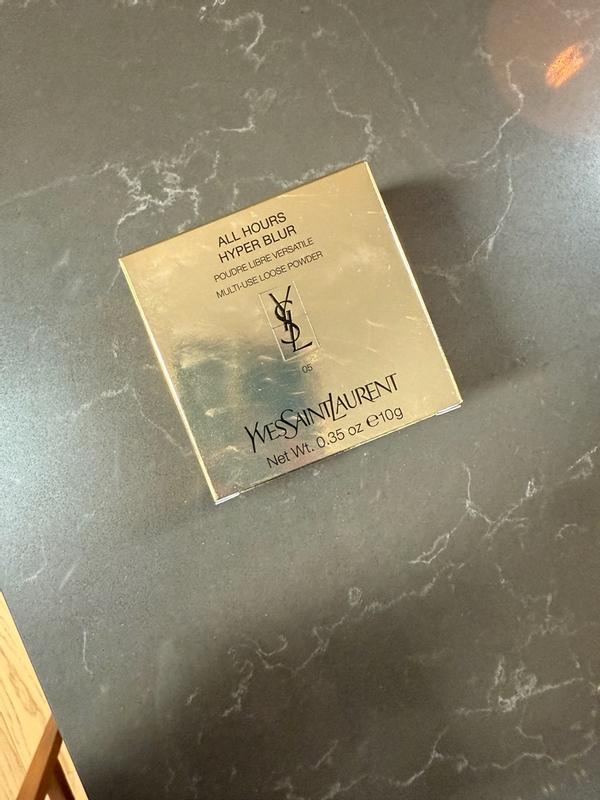 ALL HOURS
HYPER BLUR
POUDRE LIBRE VERSATILE
MULTI-USE LOOSE POWDER
YSL
05
YVESSAINTLAURENT
Net Wt. 0.35 oz ℮10g